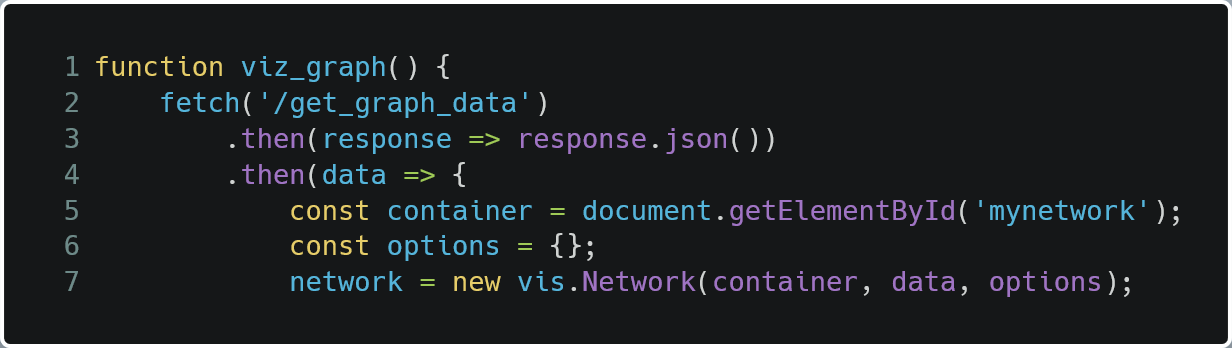 1 function viz_graph() {
2     fetch('/get_graph_data')
3         .then(response => response.json())
4         .then(data => {
5             const container = document.getElementById('mynetwork');
6             const options = {};
7             network = new vis.Network(container, data, options);